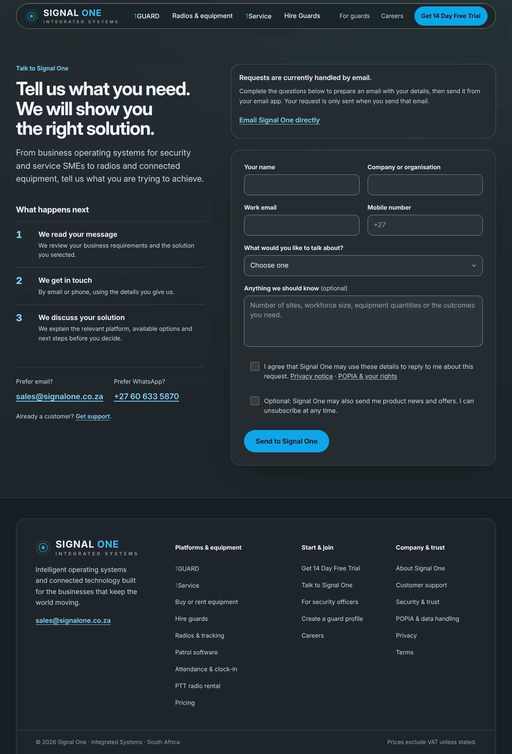 SIGNAL ONE
INTEGRATED SYSTEMS
1GUARD
Radios & equipment
1Service
Hire Guards
For guards
Careers
Get 14 Day Free Trial
Talk to Signal One
Tell us what you need.
We will show you
the right solution.
From business operating systems for security
and service SMEs to radios and connected
equipment, tell us what you are trying to achieve.
What happens next
1
We read your message
We review your business requirements and the solution
you selected.
2
We get in touch
By email or phone, using the details you give us.
3
We discuss your solution
We explain the relevant platform, available options and
next steps before you decide.
Prefer email?
sales@signalone.co.za
Prefer WhatsApp?
+27 60 633 5870
Already a customer? Get support.
Requests are currently handled by email.
Complete the questions below to prepare an email with your details, then send it from
your email app. Your request is only sent when you send that email.
Email Signal One directly
Your name
Company or organisation
Work email
Mobile number
+27
What would you like to talk about?
Choose one
Anything we should know (optional)
Number of sites, workforce size, equipment quantities or the outcomes
you need.
I agree that Signal One may use these details to reply to me about this
request. Privacy notice · POPIA & your rights
Optional: Signal One may also send me product news and offers. I can
unsubscribe at any time.
Send to Signal One
SIGNAL ONE
INTEGRATED SYSTEMS
Intelligent operating systems
and connected technology built
for the businesses that keep the
world moving.
sales@signalone.co.za
Platforms & equipment
1GUARD
1Service
Buy or rent equipment
Hire guards
Radios & tracking
Patrol software
Attendance & clock-in
PTT radio rental
Pricing
Start & join
Get 14 Day Free Trial
Talk to Signal One
For security officers
Create a guard profile
Careers
Company & trust
About Signal One
Customer support
Security & trust
POPIA & data handling
Privacy
Terms
© 2026 Signal One · Integrated Systems · South Africa
Prices exclude VAT unless stated.